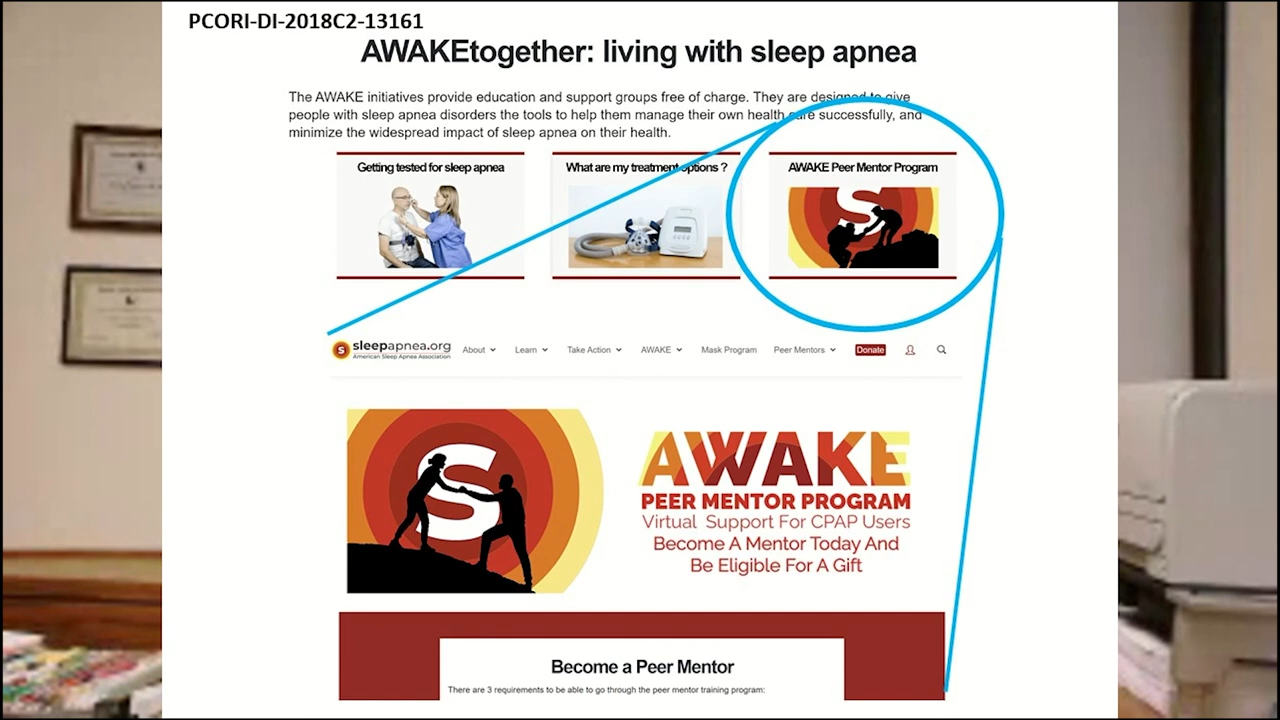 PCORI-DI-2018C2-13161
AWAKEtogether: living with sleep apnea
The AWAKE initiatives provide education and support groups free of charge. They are designed to give
people with sleep apnea disorders the tools to help them manage their own health care successfully, and
minimize the widespread impact of sleep apnea on their health.
Getting tested for sleep apnea
What are my treatment options ?
AWAKE Peer Mentor Program
S
S sleepapnea.org
American Sleep Apnea Association
About Learn Take Action AWAKE Mask Program Peer Mentors Donate
S
AWAKE
PEER MENTOR PROGRAM
Virtual Support For CPAP Users
Become A Mentor Today And
Be Eligible For A Gift
Become a Peer Mentor
There are 3 requirements to be able to go through the peer mentor training program: